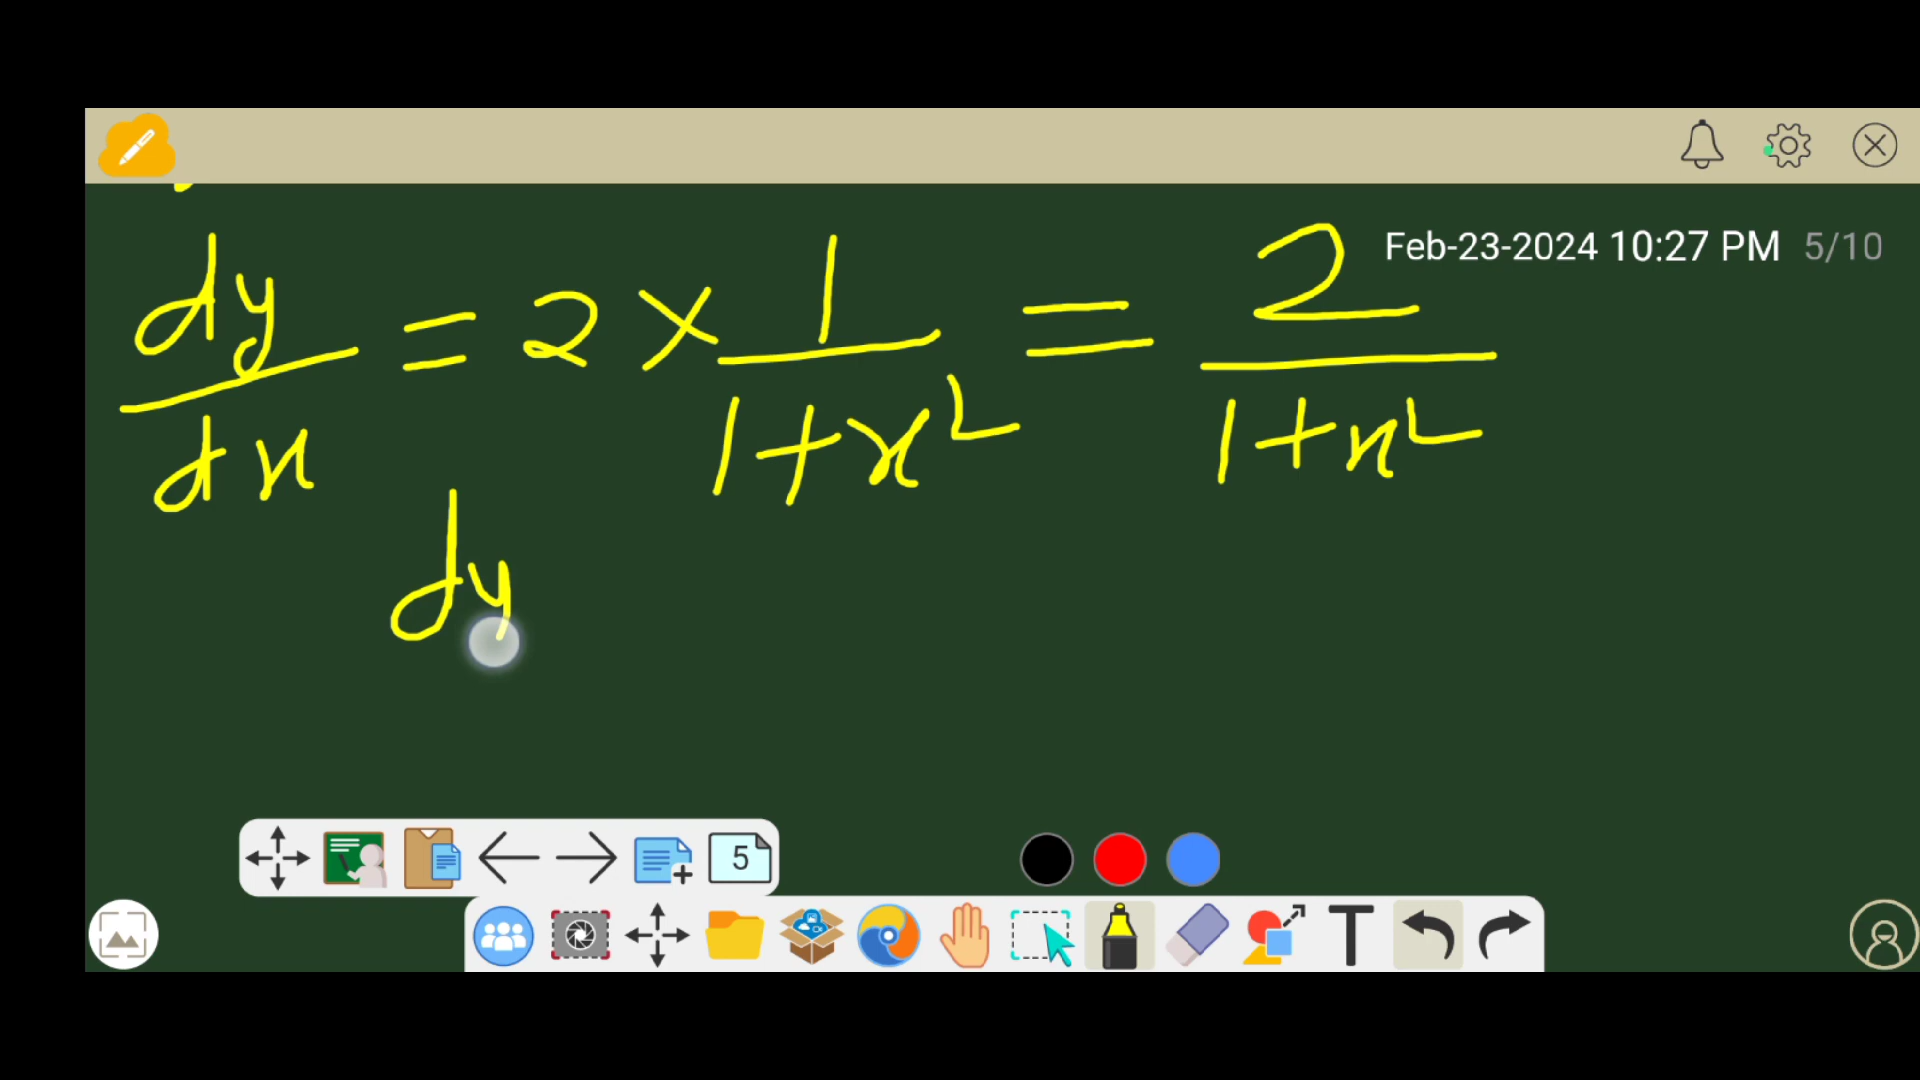 Feb-23-2024 10:27 PM 5/10
dy/dx = 2 × 1/(1+x²) = 2/(1+x²)
dy
5
T